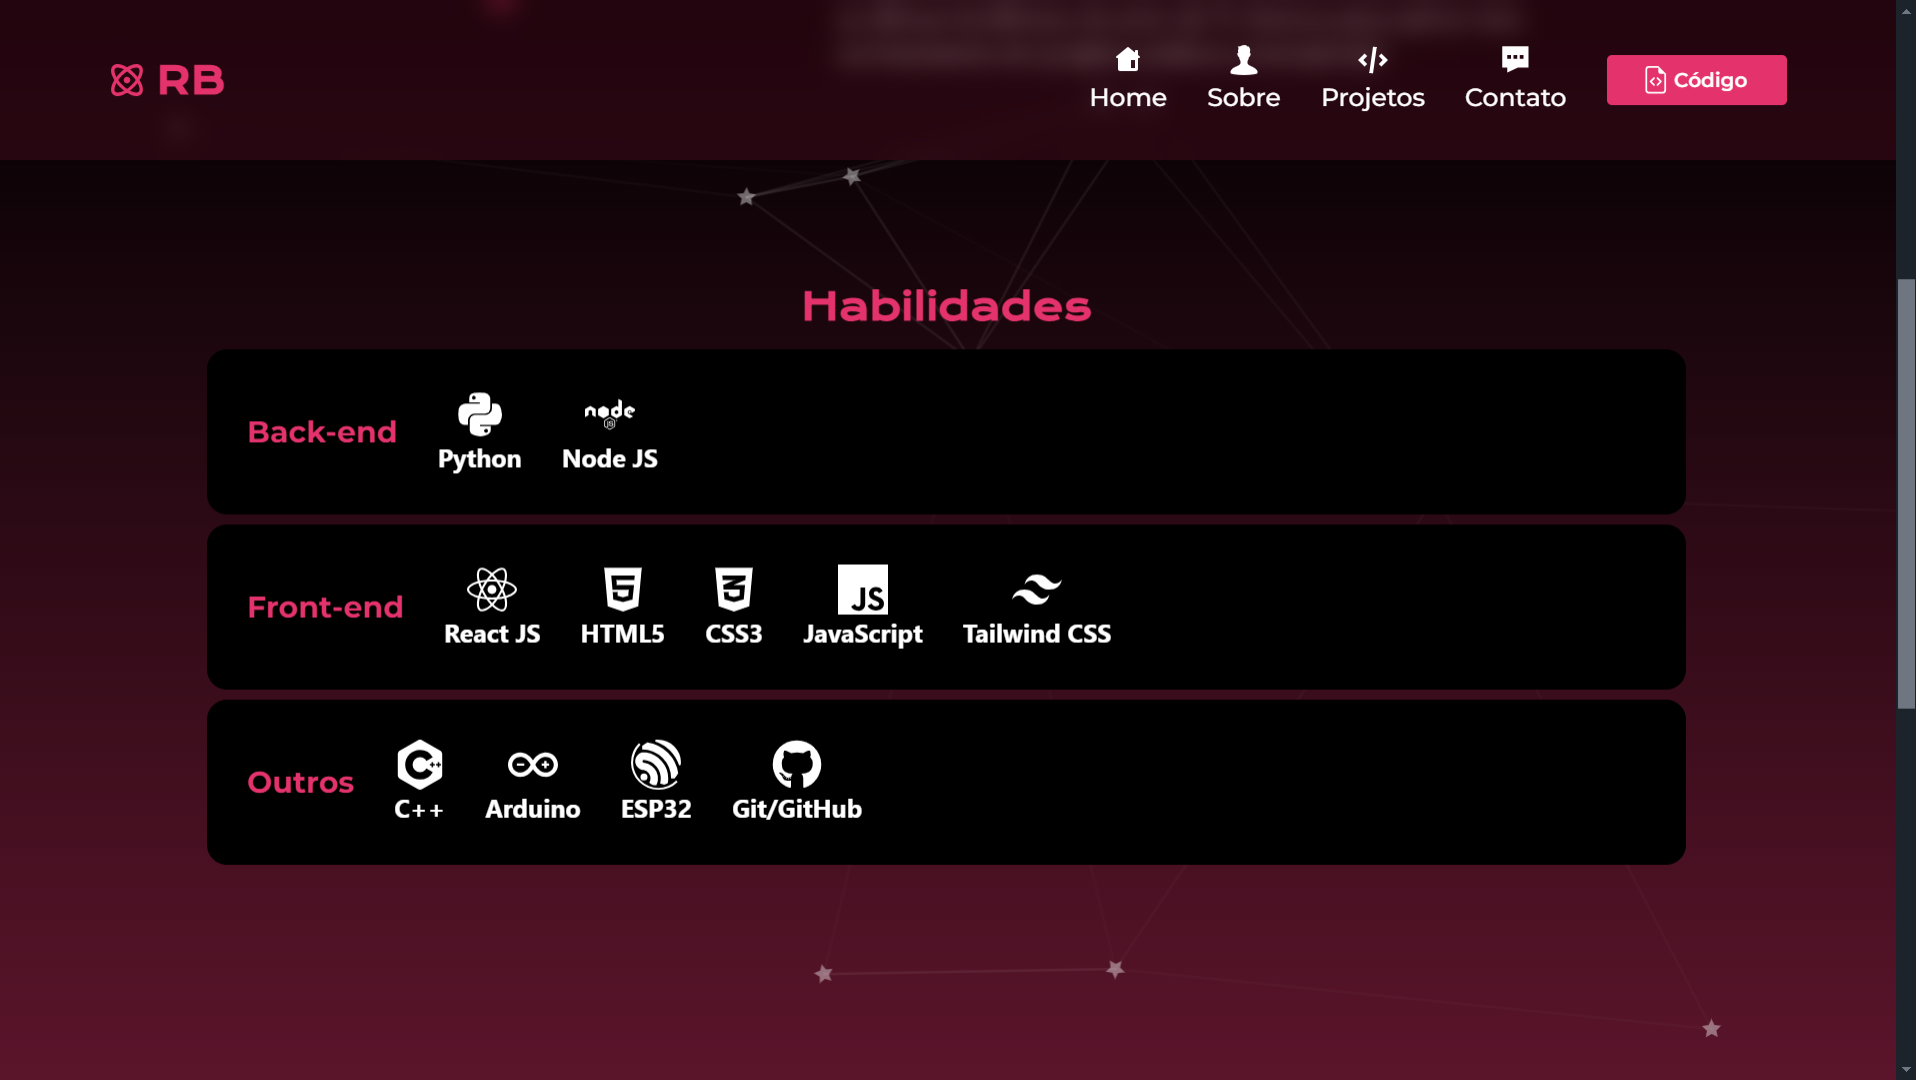 RB
Home
Sobre
Projetos
Contato
Código
Habilidades
Back-end
Python
Node JS
Front-end
React JS
HTML5
CSS3
JavaScript
Tailwind CSS
Outros
C++
Arduino
ESP32
Git/GitHub